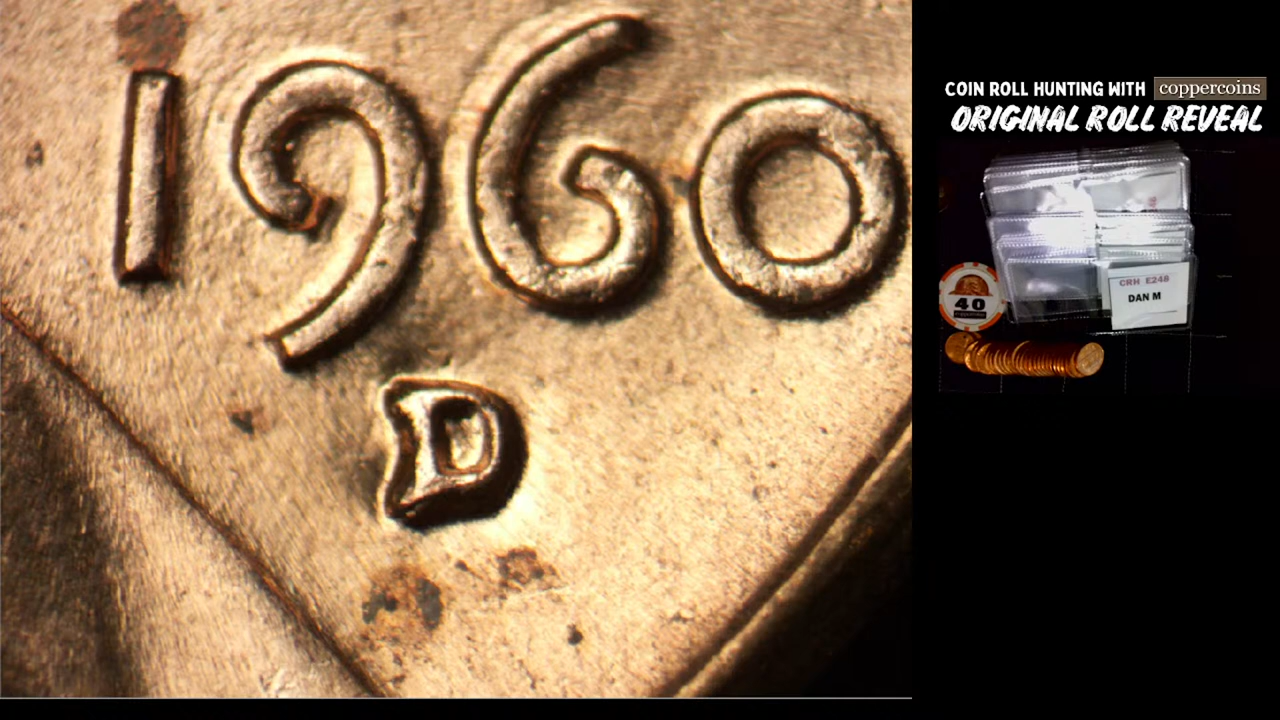 1960
D
COIN ROLL HUNTING WITH coppercoins
ORIGINAL ROLL REVEAL
CRH E248
DAN M
40